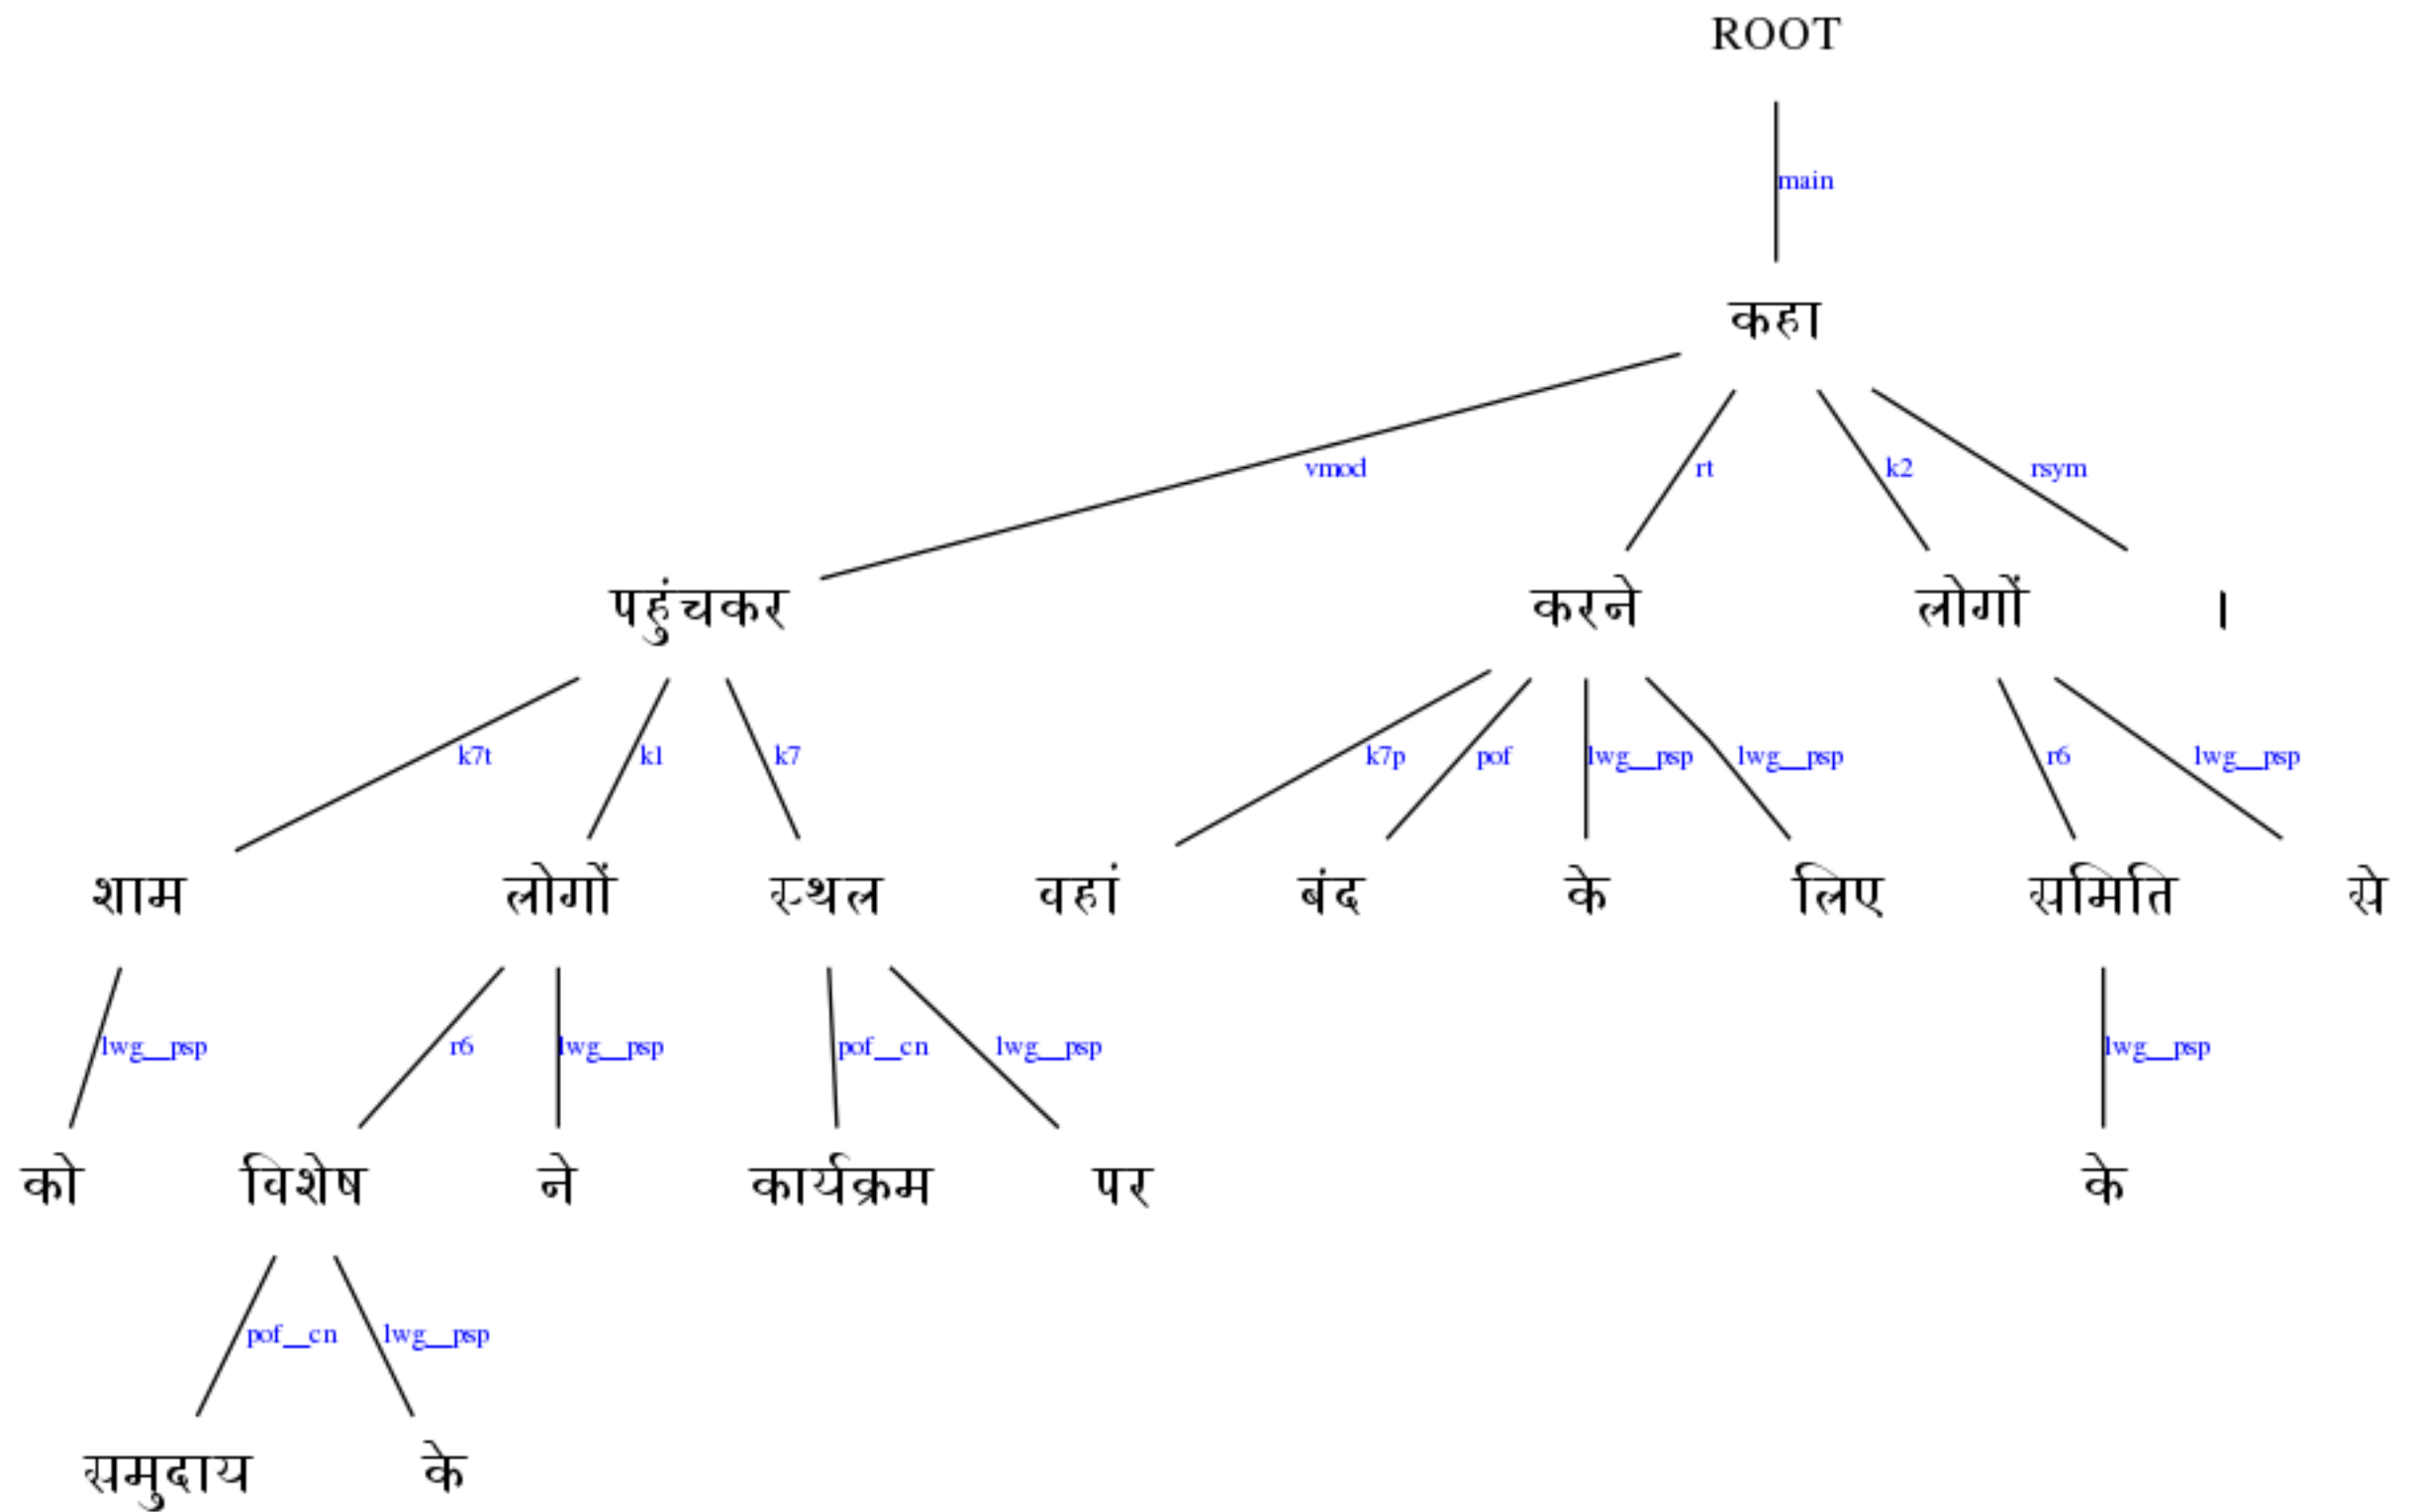 ROOT
main
कहा
vmod rt k2 rsym
पहुंचकर करने लोगों ।
k7t k1 k7 k7p pof lwg__psp lwg__psp r6 lwg__psp
शाम लोगों स्थल वहां बंद के लिए समिति से
lwg__psp r6 lwg__psp pof__cn lwg__psp lwg__psp
को विशेष ने कार्यक्रम पर के
pof__cn lwg__psp
समुदाय के